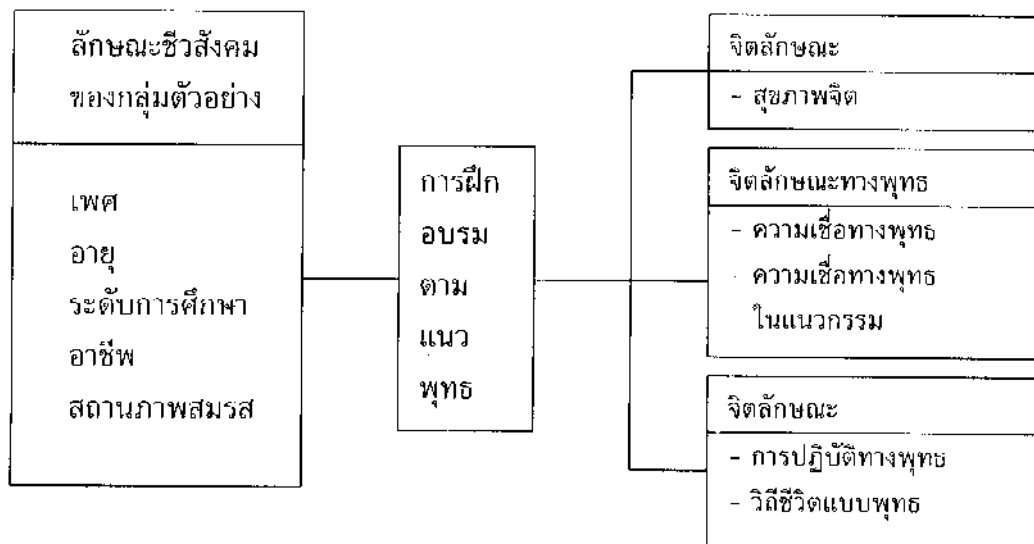 ลักษณะชีวสังคม
ของกลุ่มตัวอย่าง
เพศ
อายุ
ระดับการศึกษา
อาชีพ
สถานภาพสมรส
การฝึก
อบรม
ตาม
แนว
พุทธ
จิตลักษณะ
- สุขภาพจิต
จิตลักษณะทางพุทธ
- ความเชื่อทางพุทธ
- ความเชื่อทางพุทธ
ในแนวกรรม
จิตลักษณะ
- การปฏิบัติทางพุทธ
- วิถีชีวิตแบบพุทธ